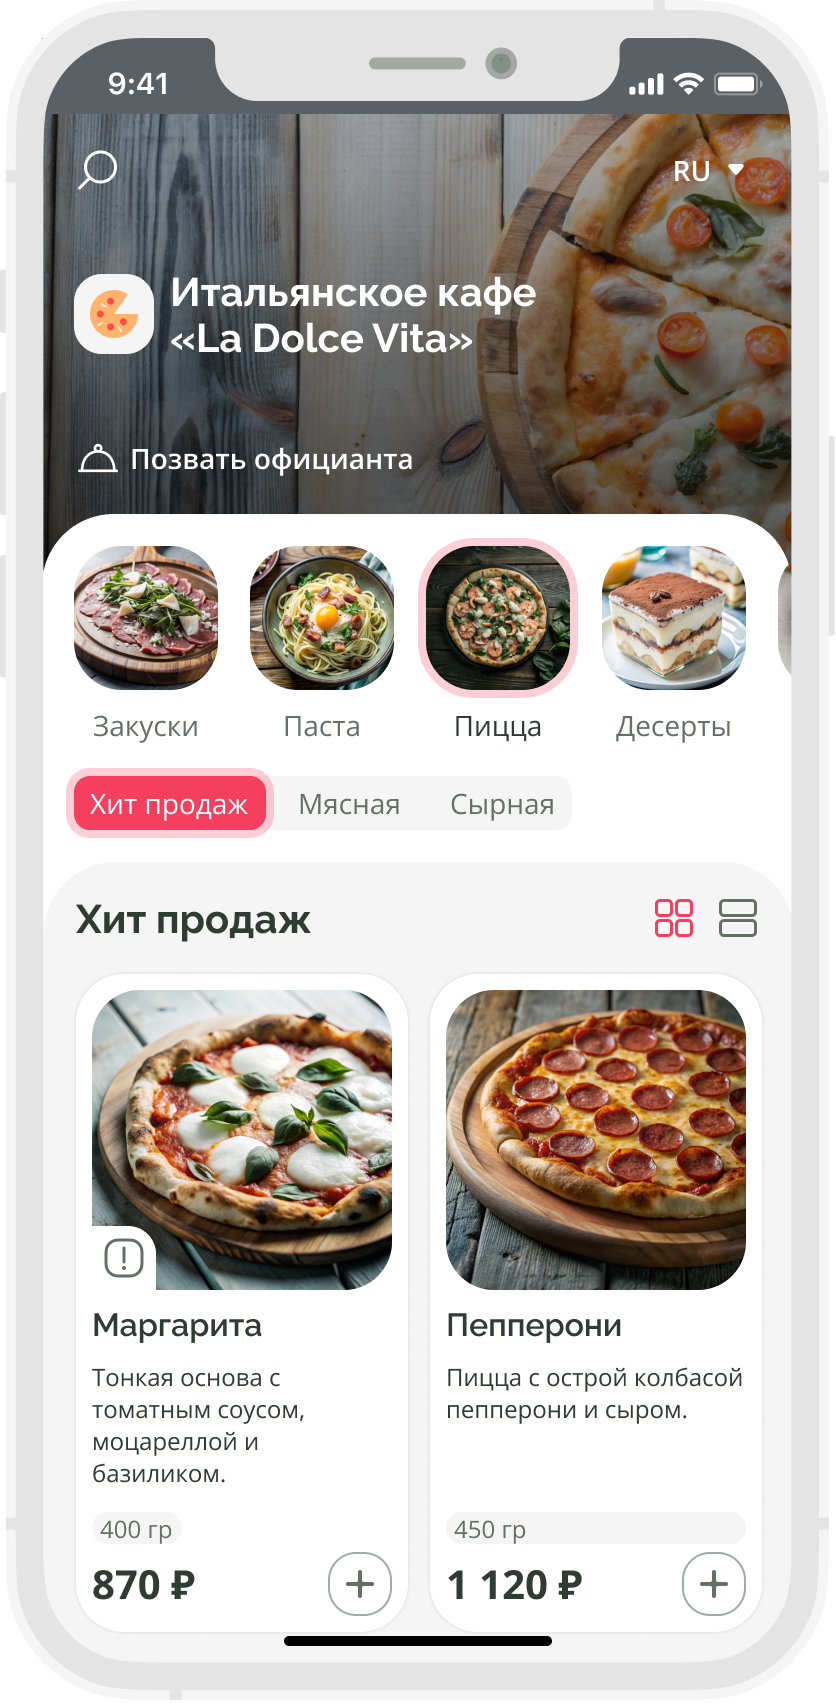 9:41
RU
Итальянское кафе
«La Dolce Vita»
Позвать официанта
Закуски
Паста
Пицца
Десерты
Хит продаж
Мясная
Сырная
Хит продаж
Маргарита
Тонкая основа с
томатным соусом,
моцареллой и
базиликом.
400 гр
870 ₽
Пепперони
Пицца с острой колбасой
пепперони и сыром.
450 гр
1 120 ₽